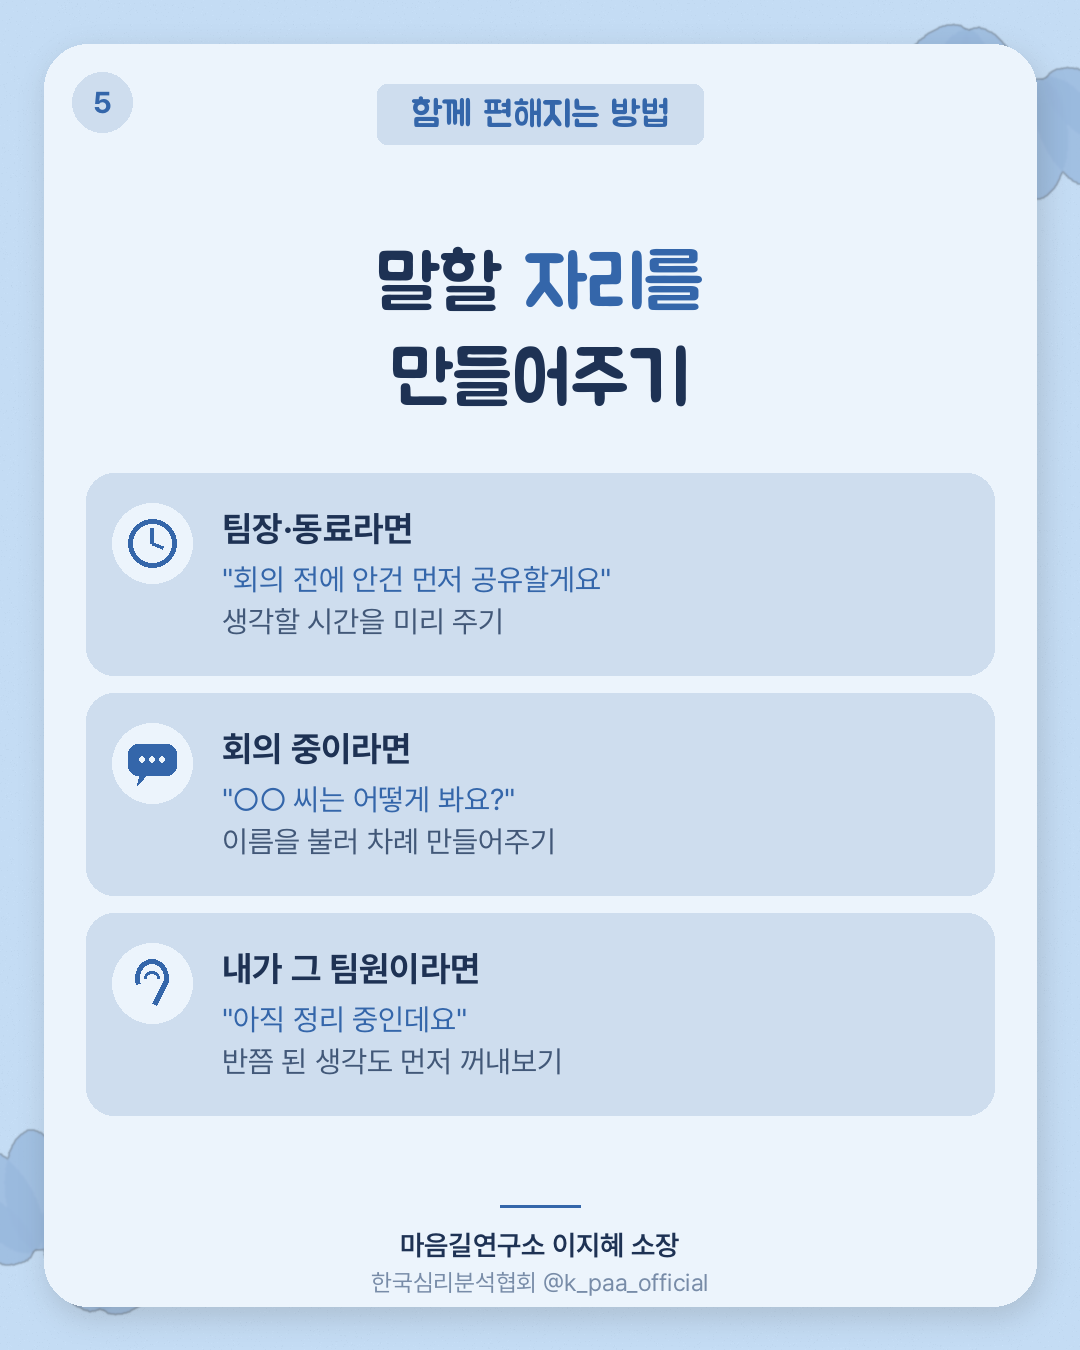 5
함께 편해지는 방법
말할 자리를
만들어주기
팀장·동료라면
"회의 전에 안건 먼저 공유할게요"
생각할 시간을 미리 주기
회의 중이라면
"○○ 씨는 어떻게 봐요?"
이름을 불러 차례 만들어주기
내가 그 팀원이라면
"아직 정리 중인데요"
반쯤 된 생각도 먼저 꺼내보기
마음길연구소 이지혜 소장
한국심리분석협회 @k_paa_official